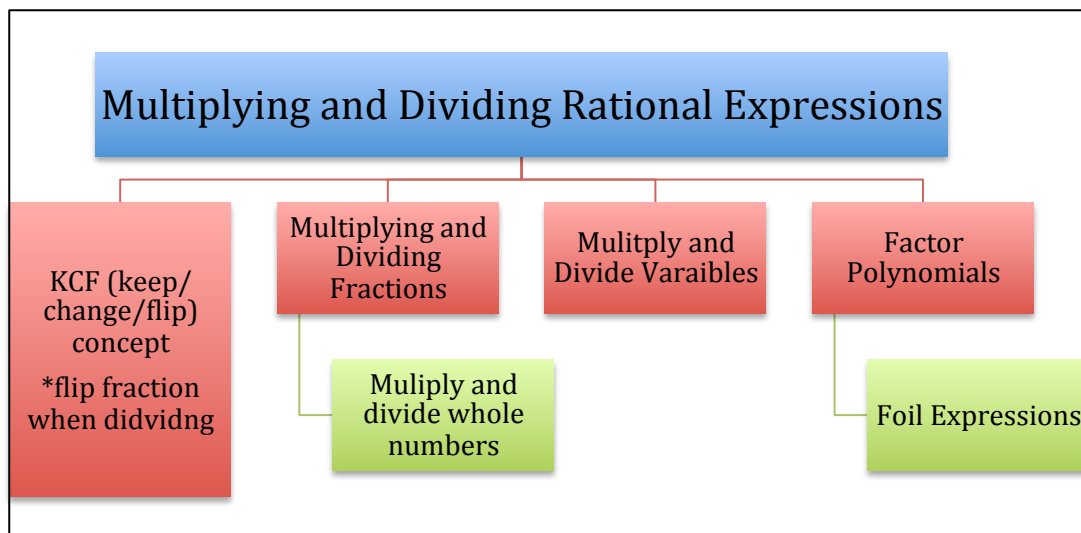 Multiplying and Dividing Rational Expressions
KCF (keep/
change/flip)
concept
*flip fraction
when didvidng
Multiplying and
Dividing
Fractions
Muliply and
divide whole
numbers
Mulitply and
Divide Varaibles
Factor
Polynomials
Foil Expressions